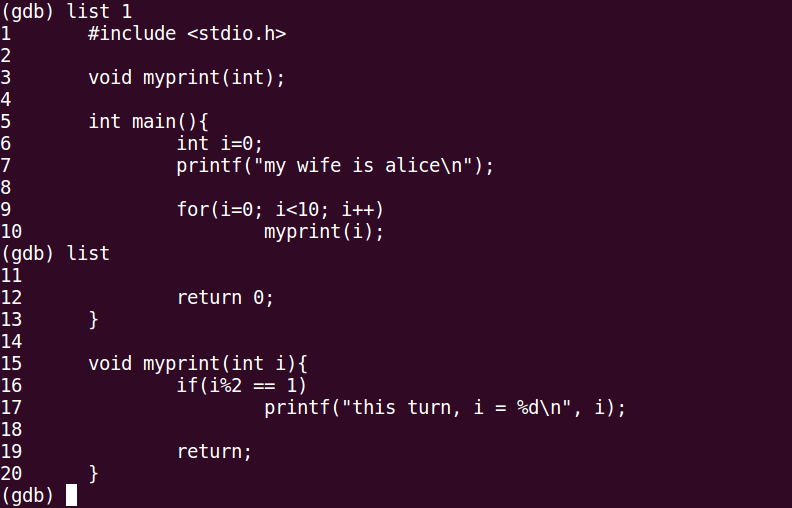 (gdb) list 1
1       #include <stdio.h>
2
3       void myprint(int);
4
5       int main(){
6               int i=0;
7               printf("my wife is alice\n");
8
9               for(i=0; i<10; i++)
10                      myprint(i);
(gdb) list
11
12              return 0;
13      }
14
15      void myprint(int i){
16              if(i%2 == 1)
17                      printf("this turn, i = %d\n", i);
18
19              return;
20      }
(gdb)